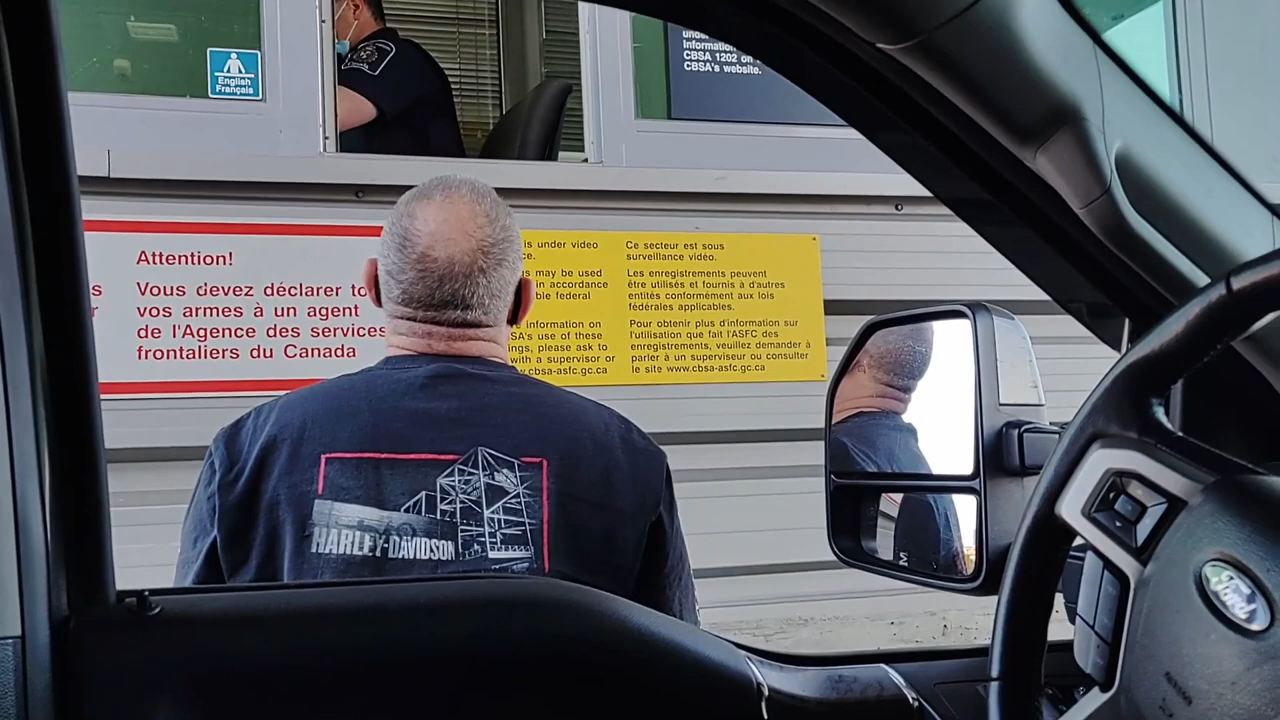 English
Français
Canada
under
Information
CBSA 1202 on
CBSA's website.
s
r
Attention!
Vous devez déclarer to
vos armes à un agent
de l'Agence des services
frontaliers du Canada
is under video
ce.
gs may be used
in accordance
ble federal
information on
SA's use of these
ngs, please ask to
with a supervisor or
w.cbsa-asfc.gc.ca
Ce secteur est sous
surveillance vidéo.
Les enregistrements peuvent
être utilisés et fournis à d'autres
entités conformément aux lois
fédérales applicables.
Pour obtenir plus d'information sur
l'utilisation que fait l'ASFC des
enregistrements, veuillez demander à
parler à un superviseur ou consulter
le site www.cbsa-asfc.gc.ca
HARLEY-DAVIDSON
Ford